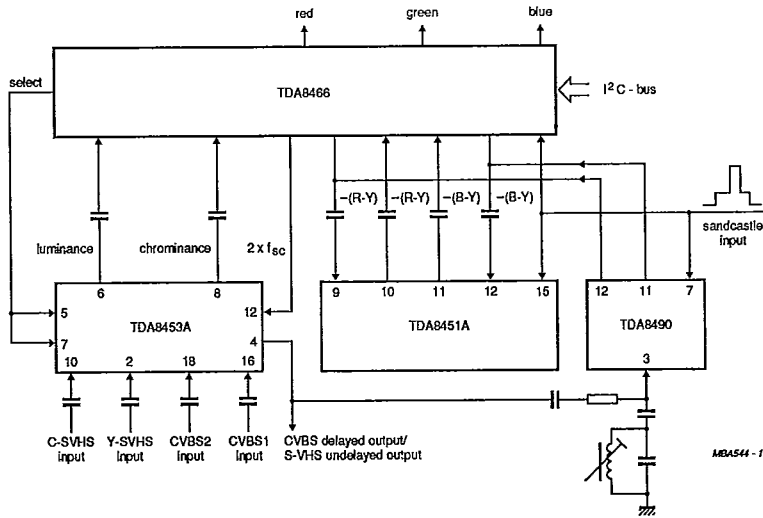 red
green
blue
select
TDA8466
I²C - bus
–(R-Y)
–(R-Y)
–(B-Y)
–(B-Y)
sandcastle
input
luminance
chrominance
2 x fsc
6
8
9
10
11
12
15
12
11
7
5
12
TDA8453A
TDA8451A
TDA8490
7
4
10
2
18
16
3
C-SVHS
input
Y-SVHS
input
CVBS2
input
CVBS1
input
CVBS delayed output/
S-VHS undelayed output
MBA544 - 1